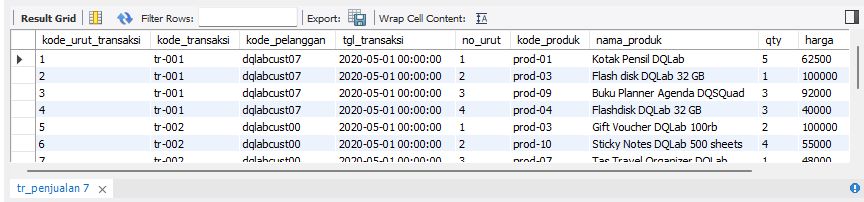 Result Grid Filter Rows: Export: Wrap Cell Content:
kode_urut_transaksi kode_transaksi kode_pelanggan tgl_transaksi no_urut kode_produk nama_produk qty harga
1 tr-001 dqlabcust07 2020-05-01 00:00:00 1 prod-01 Kotak Pensil DQLab 5 62500
2 tr-001 dqlabcust07 2020-05-01 00:00:00 2 prod-03 Flash disk DQLab 32 GB 1 100000
3 tr-001 dqlabcust07 2020-05-01 00:00:00 3 prod-09 Buku Planner Agenda DQSQuad 3 92000
4 tr-001 dqlabcust07 2020-05-01 00:00:00 4 prod-04 Flashdisk DQLab 32 GB 3 40000
5 tr-002 dqlabcust00 2020-05-01 00:00:00 1 prod-03 Gift Voucher DQLab 100rb 2 100000
6 tr-002 dqlabcust00 2020-05-01 00:00:00 2 prod-10 Sticky Notes DQLab 500 sheets 4 55000
7 tr-002 dqlabcust00 2020-05-01 00:00:00 3 prod-07 Tas Travel Organizer DQLab 1 48000
tr_penjualan 7